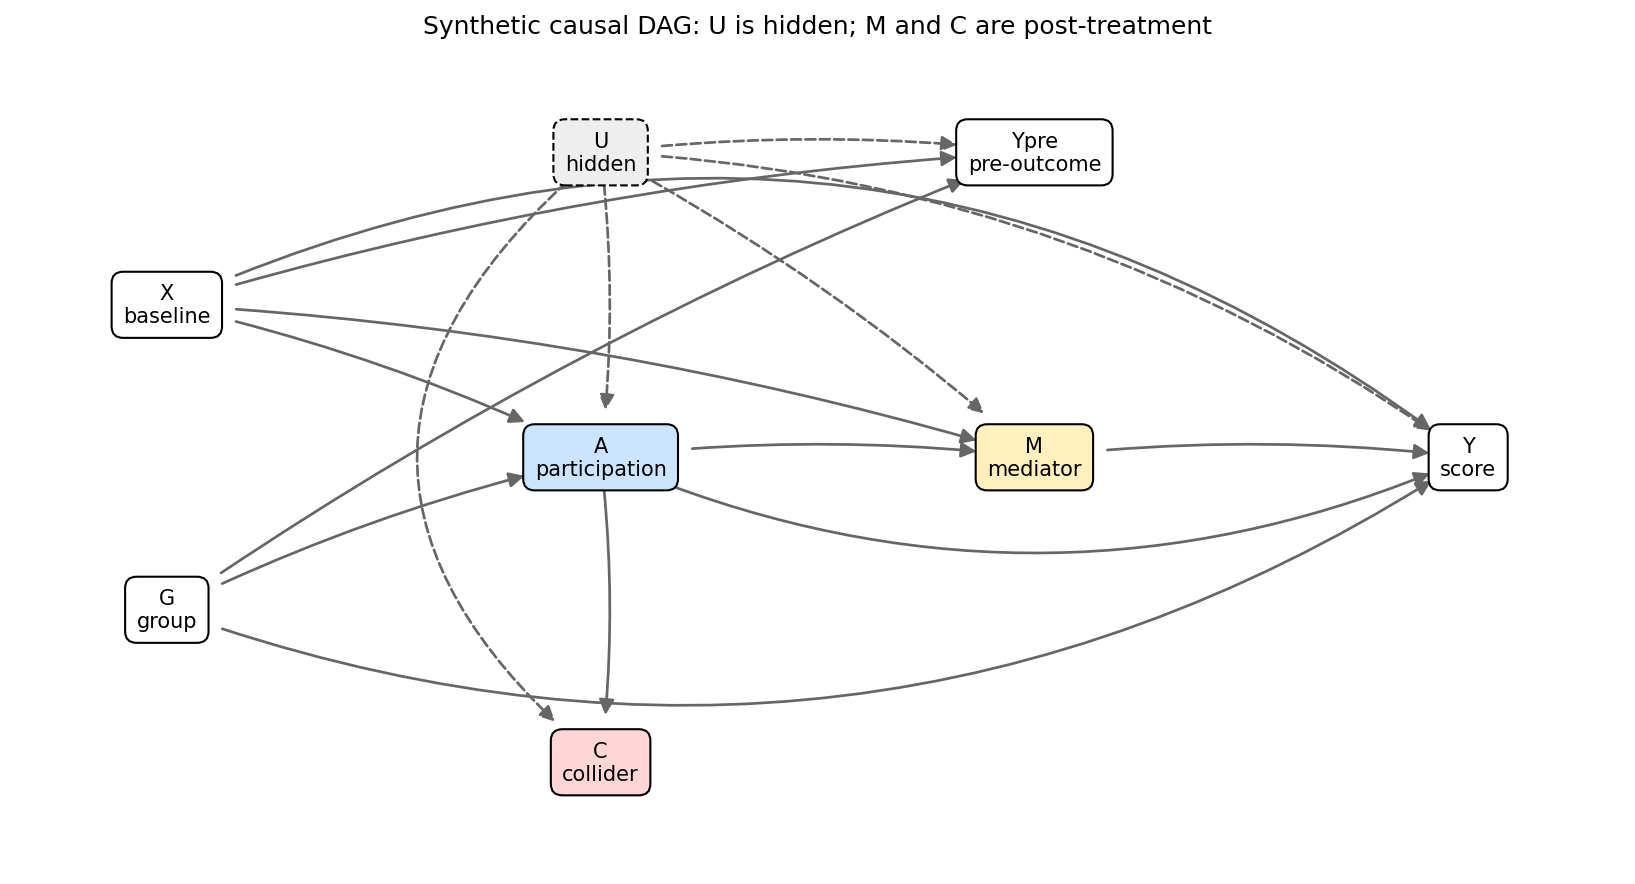 Synthetic causal DAG: U is hidden; M and C are post-treatment
U
hidden
Ypre
pre-outcome
X
baseline
A
participation
M
mediator
Y
score
G
group
C
collider